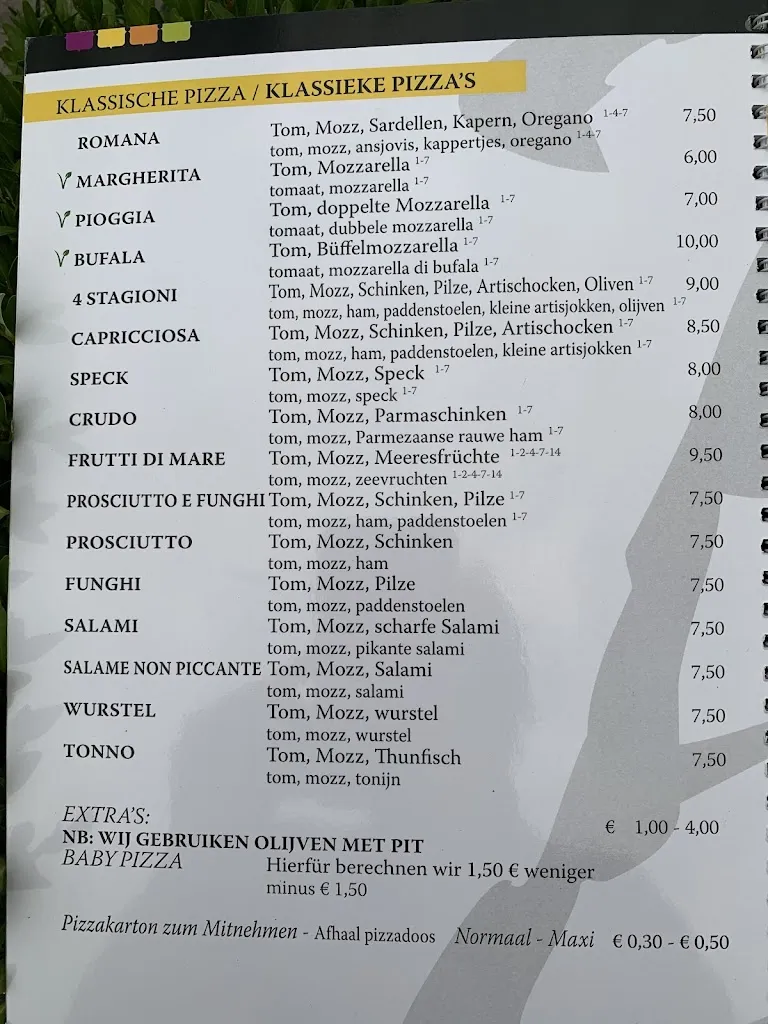 KLASSISCHE PIZZA / KLASSIEKE PIZZA'S
ROMANA Tom, Mozz, Sardellen, Kapern, Oregano 1-4-7 7,50
tom, mozz, ansjovis, kappertjes, oregano 1-4-7
MARGHERITA Tom, Mozzarella 1-7 6,00
tomaat, mozzarella 1-7
PIOGGIA Tom, doppelte Mozzarella 1-7 7,00
tomaat, dubbele mozzarella 1-7
BUFALA Tom, Büffelmozzarella 1-7 10,00
tomaat, mozzarella di bufala 1-7
4 STAGIONI Tom, Mozz, Schinken, Pilze, Artischocken, Oliven 1-7 9,00
tom, mozz, ham, paddenstoelen, kleine artisjokken, olijven 1-7
CAPRICCIOSA Tom, Mozz, Schinken, Pilze, Artischocken 1-7 8,50
tom, mozz, ham, paddenstoelen, kleine artisjokken 1-7
SPECK Tom, Mozz, Speck 1-7 8,00
tom, mozz, speck 1-7
CRUDO Tom, Mozz, Parmaschinken 1-7 8,00
tom, mozz, Parmezaanse rauwe ham 1-7
FRUTTI DI MARE Tom, Mozz, Meeresfrüchte 1-2-4-7-14 9,50
tom, mozz, zeevruchten 1-2-4-7-14
PROSCIUTTO E FUNGHI Tom, Mozz, Schinken, Pilze 1-7 7,50
tom, mozz, ham, paddenstoelen 1-7
PROSCIUTTO Tom, Mozz, Schinken 7,50
tom, mozz, ham
FUNGHI Tom, Mozz, Pilze 7,50
tom, mozz, paddenstoelen
SALAMI Tom, Mozz, scharfe Salami 7,50
tom, mozz, pikante salami
SALAME NON PICCANTE Tom, Mozz, Salami 7,50
tom, mozz, salami
WURSTEL Tom, Mozz, wurstel 7,50
tom, mozz, wurstel
TONNO Tom, Mozz, Thunfisch 7,50
tom, mozz, tonijn
EXTRA'S: € 1,00 - 4,00
NB: WIJ GEBRUIKEN OLIJVEN MET PIT
BABY PIZZA Hierfür berechnen wir 1,50 € weniger
minus € 1,50
Pizzakarton zum Mitnehmen - Afhaal pizzadoos Normaal - Maxi € 0,30 - € 0,50